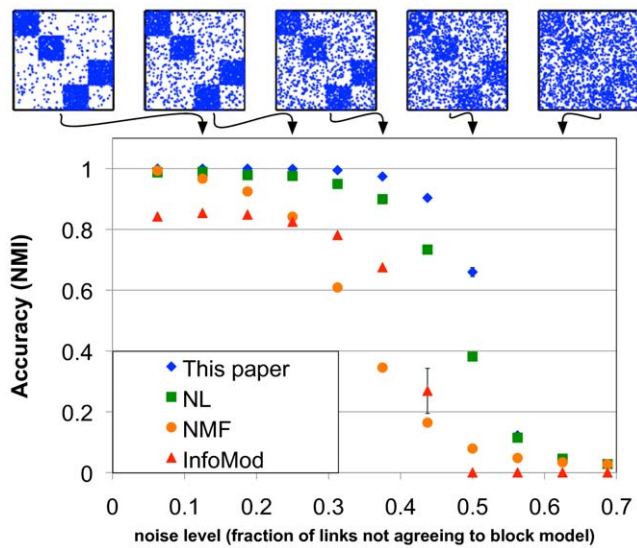 1
0.8
0.6
0.4
0.2
0
Accuracy (NMI)
This paper
NL
NMF
InfoMod
0 0.1 0.2 0.3 0.4 0.5 0.6 0.7
noise level (fraction of links not agreeing to block model)